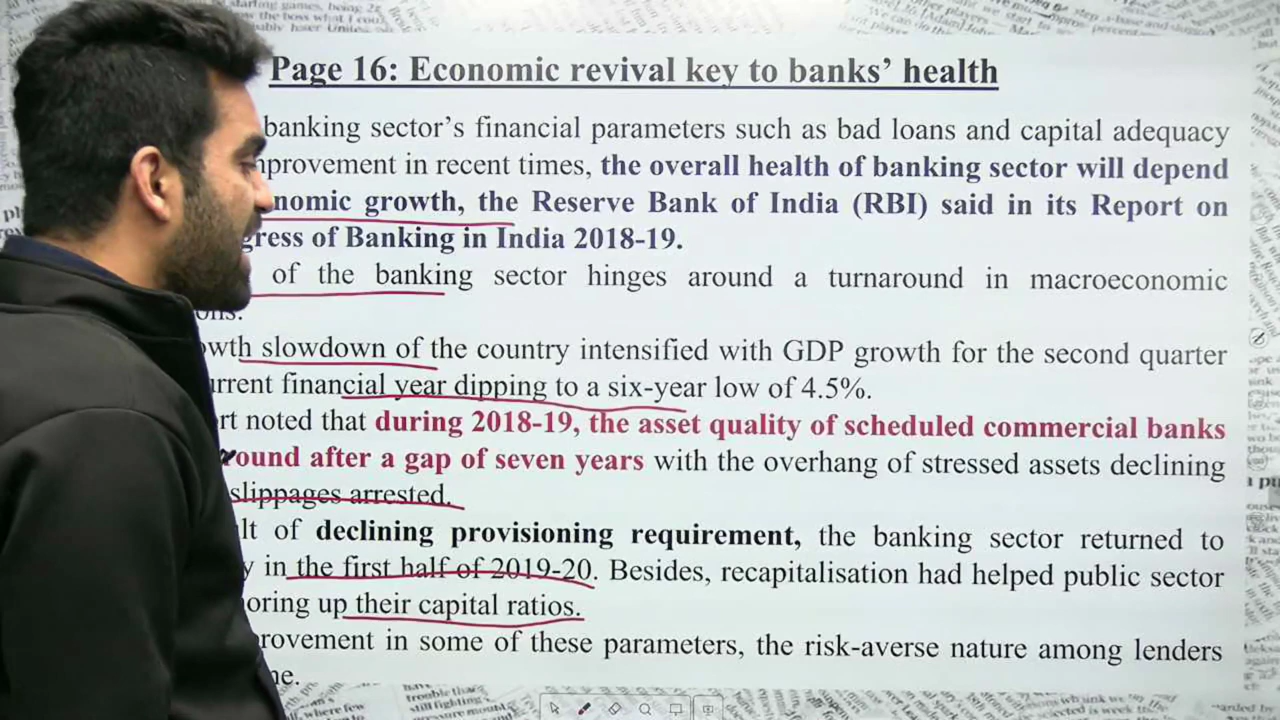 Page 16: Economic revival key to banks' health
banking sector's financial parameters such as bad loans and capital adequacy
provement in recent times, the overall health of banking sector will depend
nomic growth, the Reserve Bank of India (RBI) said in its Report on
gress of Banking in India 2018-19.
of the banking sector hinges around a turnaround in macroeconomic
ons.
wth slowdown of the country intensified with GDP growth for the second quarter
urrent financial year dipping to a six-year low of 4.5%.
rt noted that during 2018-19, the asset quality of scheduled commercial banks
round after a gap of seven years with the overhang of stressed assets declining
slippages arrested.
lt of declining provisioning requirement, the banking sector returned to
y in the first half of 2019-20. Besides, recapitalisation had helped public sector
oring up their capital ratios.
provement in some of these parameters, the risk-averse nature among lenders
ne.